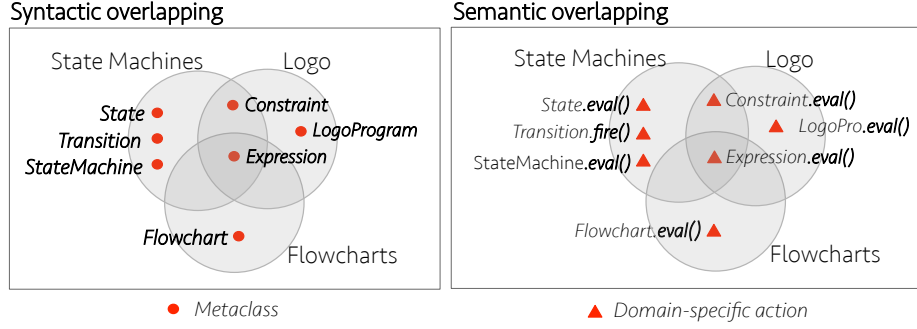 Syntactic overlapping
State Machines
Logo
State
Constraint
Transition
LogoProgram
StateMachine
Expression
Flowchart
Flowcharts
Metaclass
Semantic overlapping
State Machines
Logo
State.eval()
Constraint.eval()
Transition.fire()
LogoPro.eval()
StateMachine.eval()
Expression.eval()
Flowchart.eval()
Flowcharts
Domain-specific action